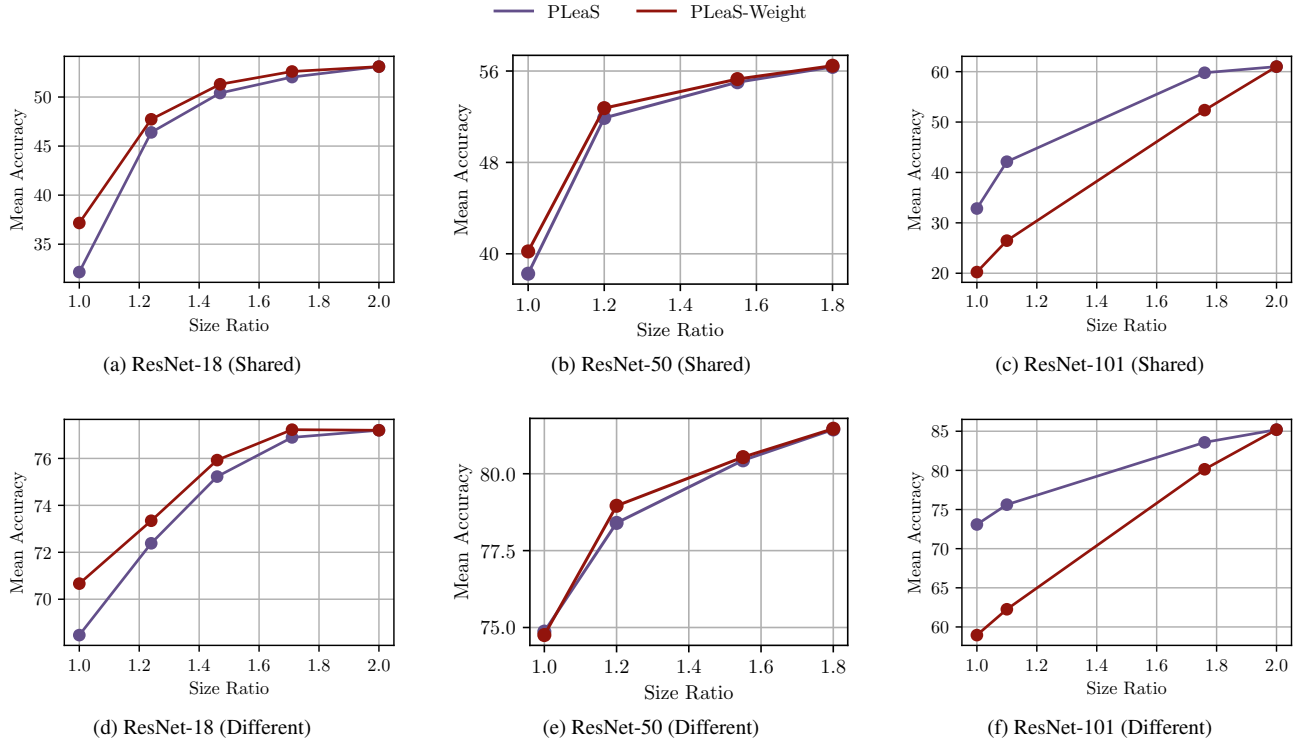 PLeaS PLeaS-Weight
Mean Accuracy
50
45
40
35
1.0 1.2 1.4 1.6 1.8 2.0
Size Ratio
(a) ResNet-18 (Shared)
Mean Accuracy
56
48
40
1.0 1.2 1.4 1.6 1.8
Size Ratio
(b) ResNet-50 (Shared)
Mean Accuracy
60
50
40
30
20
1.0 1.2 1.4 1.6 1.8 2.0
Size Ratio
(c) ResNet-101 (Shared)
Mean Accuracy
76
74
72
70
1.0 1.2 1.4 1.6 1.8 2.0
Size Ratio
(d) ResNet-18 (Different)
Mean Accuracy
80.0
77.5
75.0
1.0 1.2 1.4 1.6 1.8
Size Ratio
(e) ResNet-50 (Different)
Mean Accuracy
85
80
75
70
65
60
1.0 1.2 1.4 1.6 1.8 2.0
Size Ratio
(f) ResNet-101 (Different)